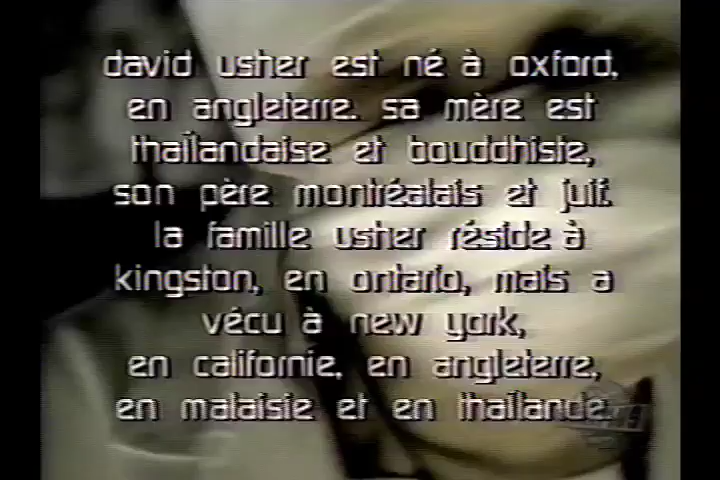 david usher est né à oxford,
en angleterre. sa mère est
thaïlandaise et bouddhiste,
son père montréalais et juif.
la famille usher réside à
kingston, en ontario, mais a
vécu à new york,
en californie, en angleterre,
en malaisie et en thaïlande.